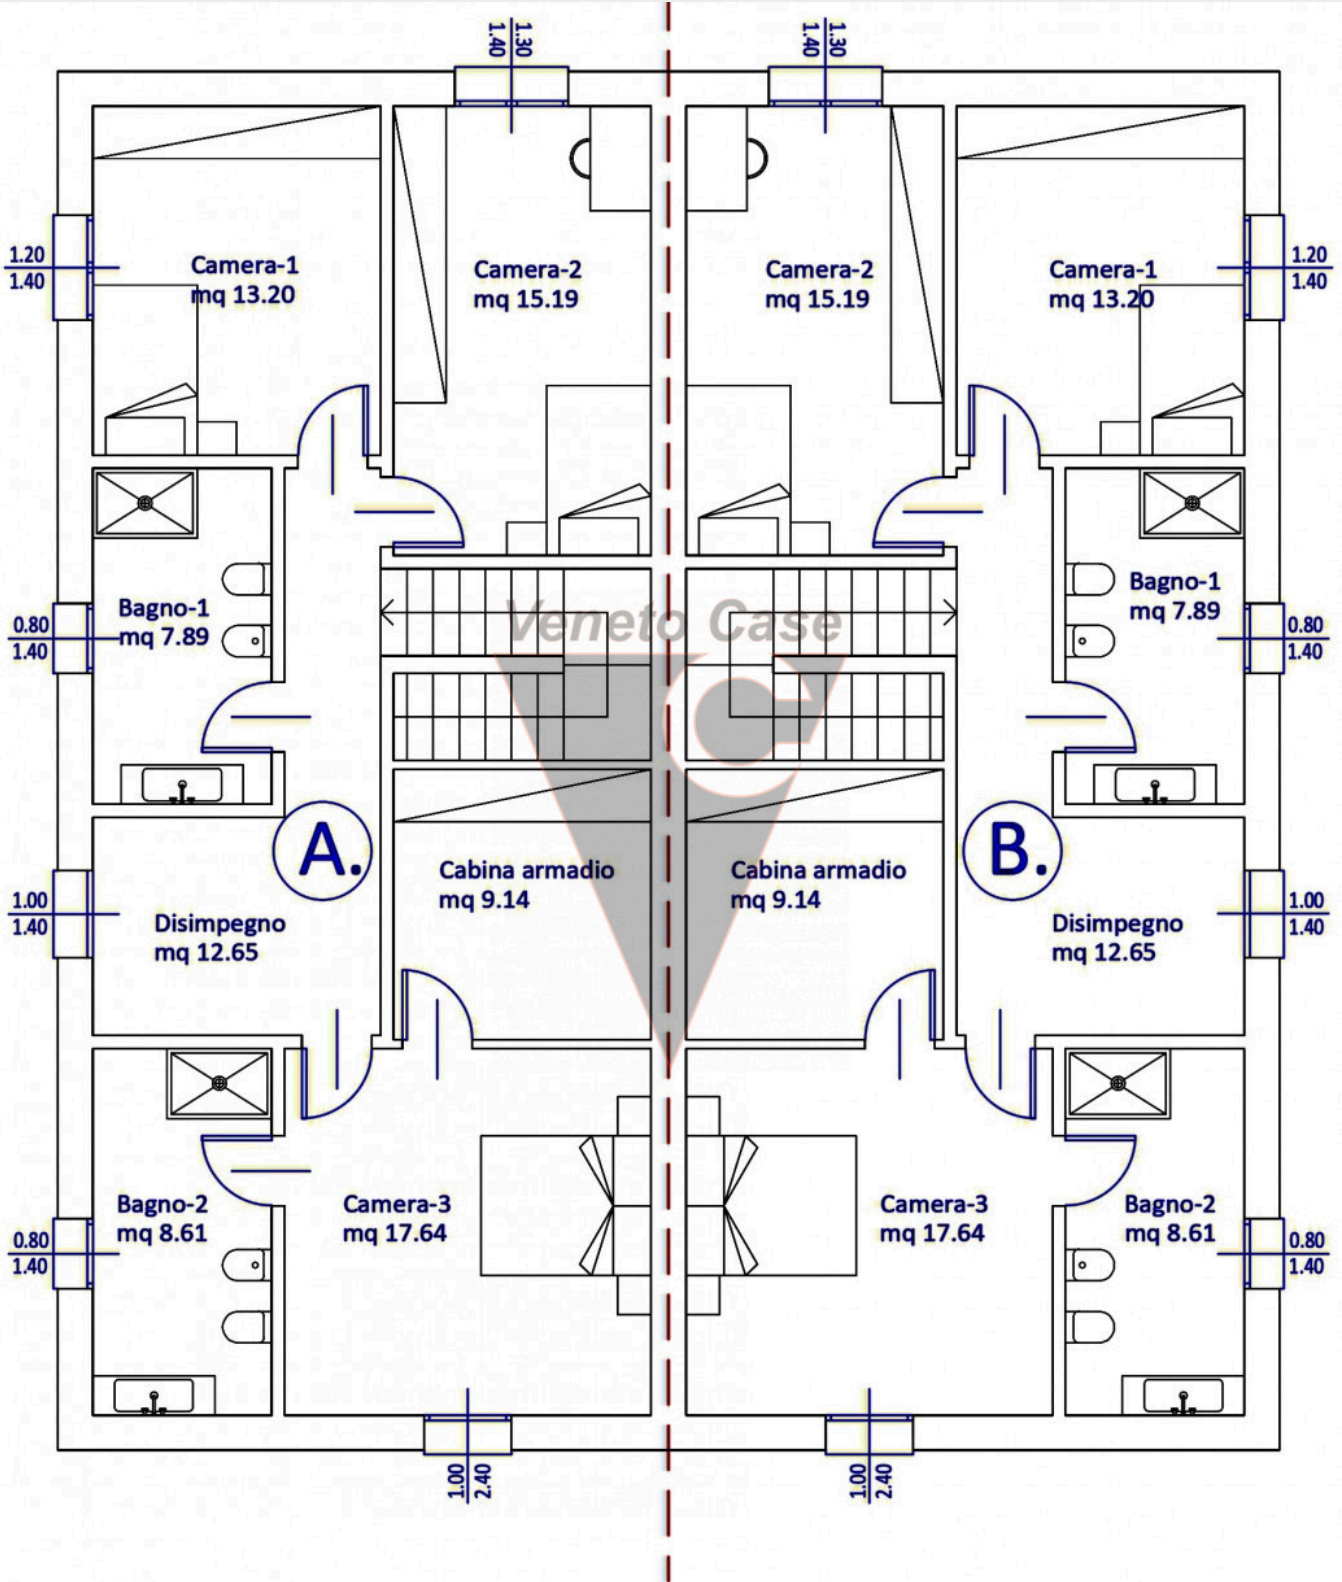 1.30
1.40
1.30
1.40
Camera-1
mq 13.20
Camera-2
mq 15.19
Camera-2
mq 15.19
Camera-1
mq 13.20
1.20
1.40
1.20
1.40
Bagno-1
mq 7.89
Veneto Case
Bagno-1
mq 7.89
0.80
1.40
0.80
1.40
A.
B.
Cabina armadio
mq 9.14
Cabina armadio
mq 9.14
1.00
1.40
Disimpegno
mq 12.65
Disimpegno
mq 12.65
1.00
1.40
Bagno-2
mq 8.61
Camera-3
mq 17.64
Camera-3
mq 17.64
Bagno-2
mq 8.61
0.80
1.40
0.80
1.40
1.00
2.40
1.00
2.40